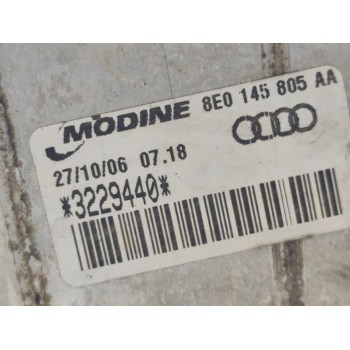 MODINE 8E0 145 805 AA
27/10/06 07.18
*3229440*